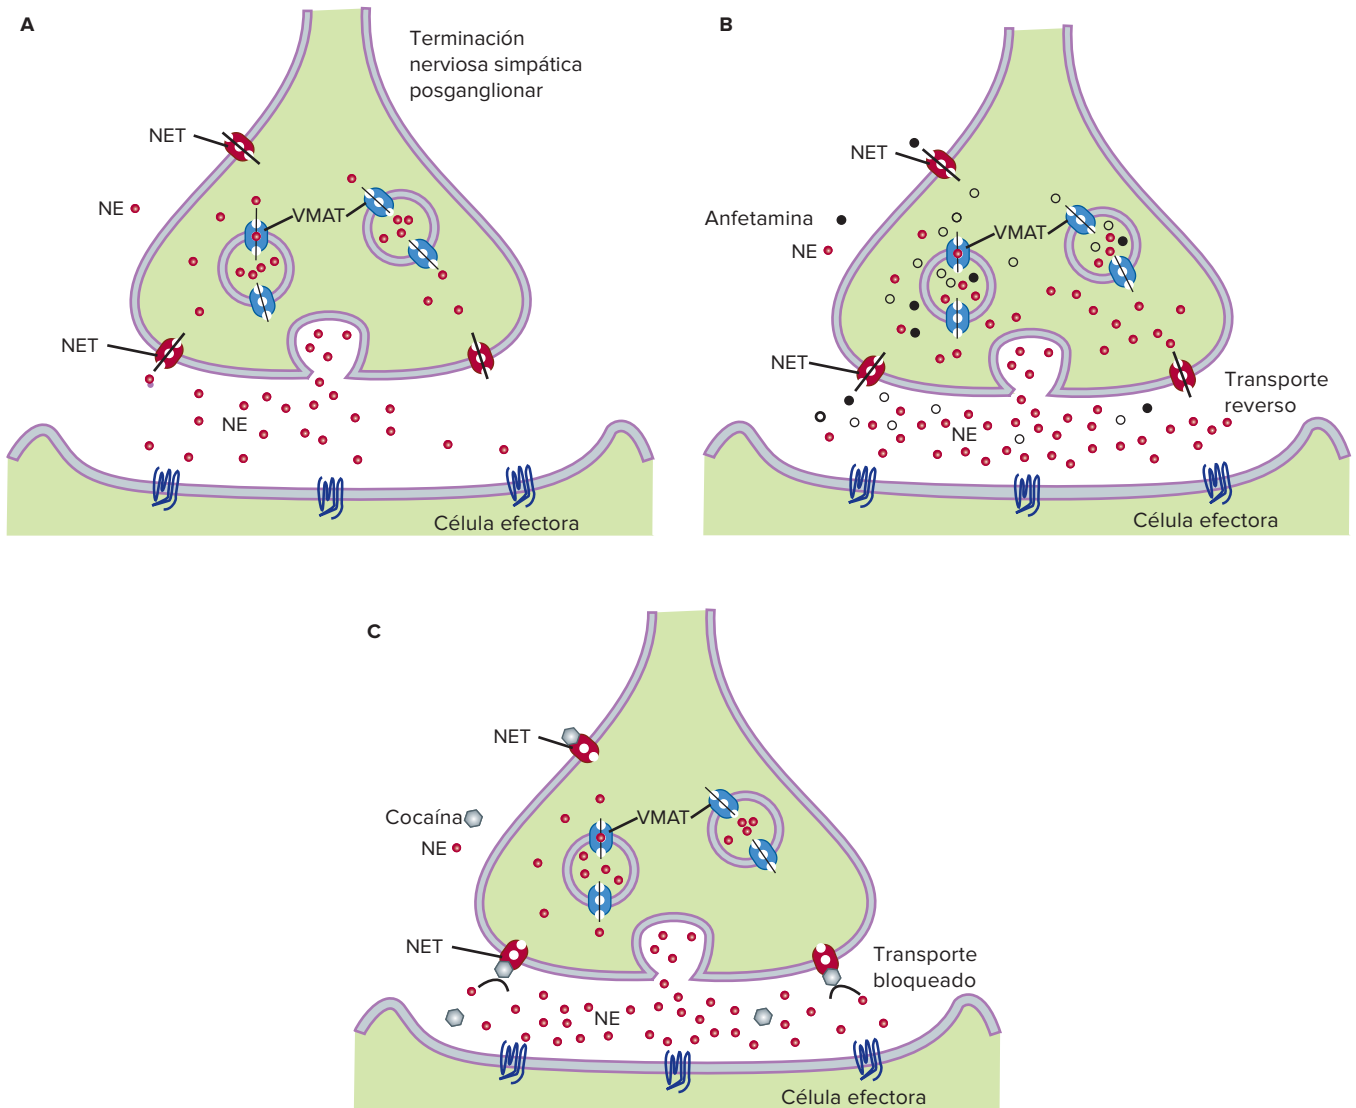 A
Terminación
nerviosa simpática
posganglionar
NET
NE
VMAT
NET
NE
Célula efectora
B
NET
Anfetamina
NE
VMAT
NET
Transporte
reverso
NE
Célula efectora
C
NET
Cocaína
NE
VMAT
NET
Transporte
bloqueado
NE
Célula efectora